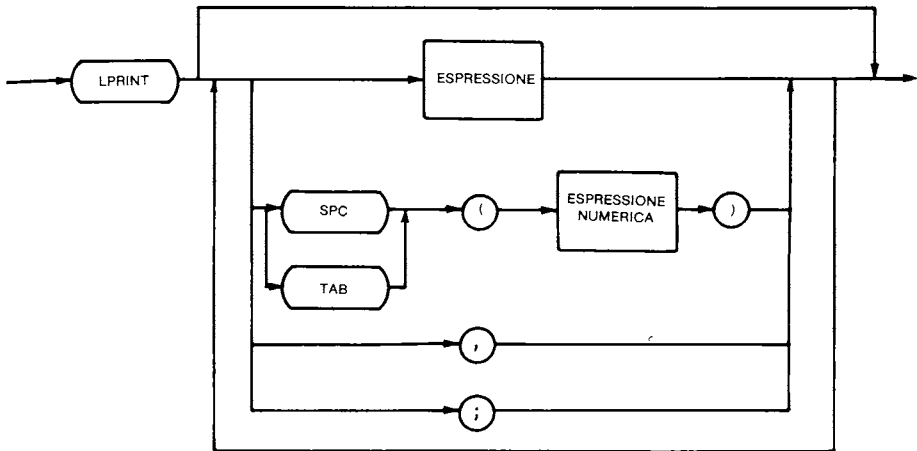 LPRINT
ESPRESSIONE
SPC
(
ESPRESSIONE
NUMERICA
)
TAB
,
;